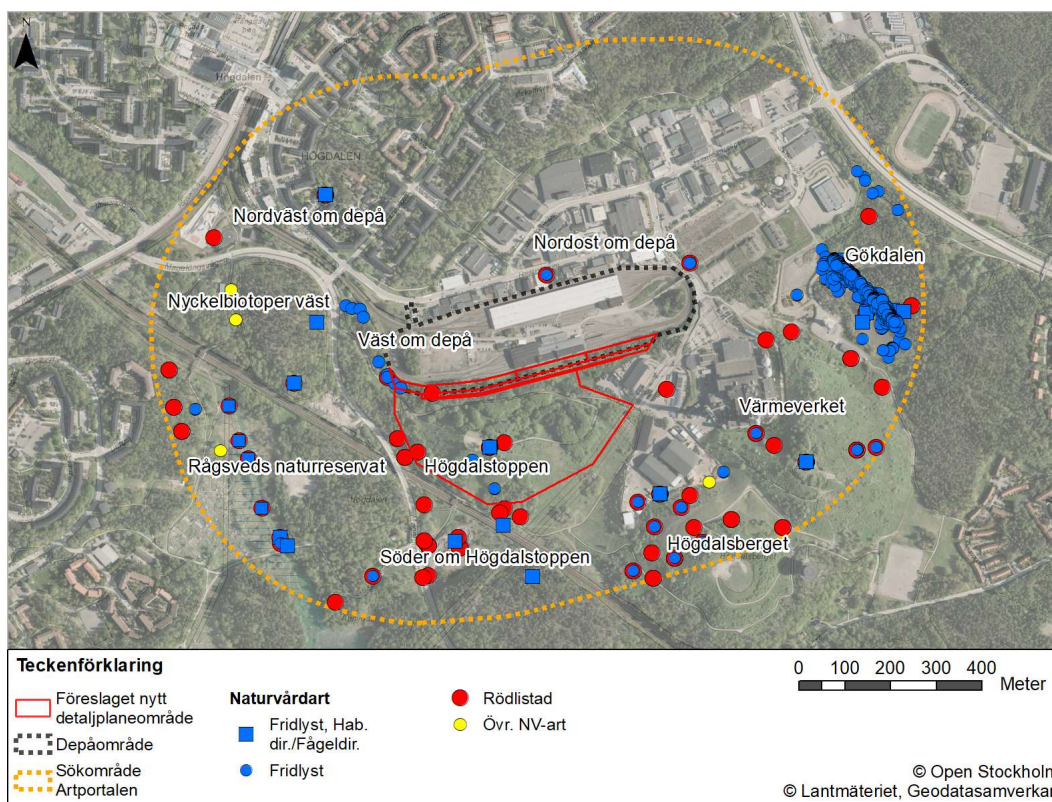 N
Högdalen
HÖGDALEN
Nordväst om depå
Nordost om depå
Gökdalen
Nyckelbiotoper väst
Väst om depå
Värmeverket
Rågsveds naturreservat
Högdalstoppen
Söder om Högdalstoppen
Högdalsberget
Teckenförklaring
Föreslaget nytt
detaljplaneområde
Depåområde
Sökområde
Artportalen
Naturvårdart
Fridlyst, Hab.
dir./Fågeldir.
Fridlyst
Rödlistad
Övr. NV-art
0 100 200 300 400
Meter
© Open Stockholm
© Lantmäteriet, Geodatasamverkan